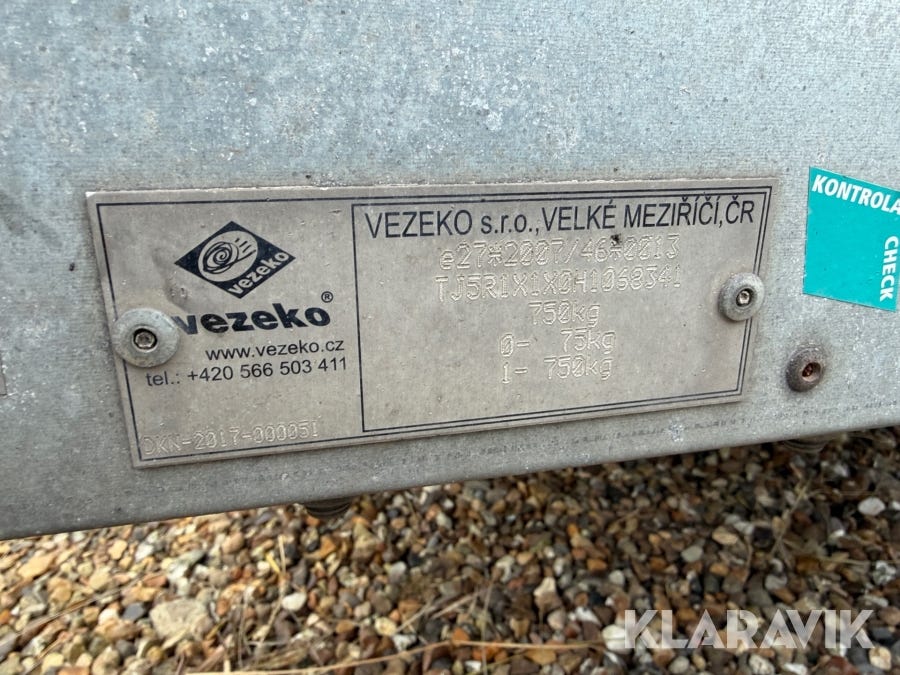 vezeko
vezeko®
www.vezeko.cz
tel.: +420 566 503 411
DKN-2017-000051
VEZEKO s.r.o.,VELKÉ MEZIŘÍČÍ,ČR
e27*2007/46*0013
TJ5R1X1X0H1068341
750kg
0- 75kg
1- 750kg
KONTROLA
CHECK
KLARAVIK